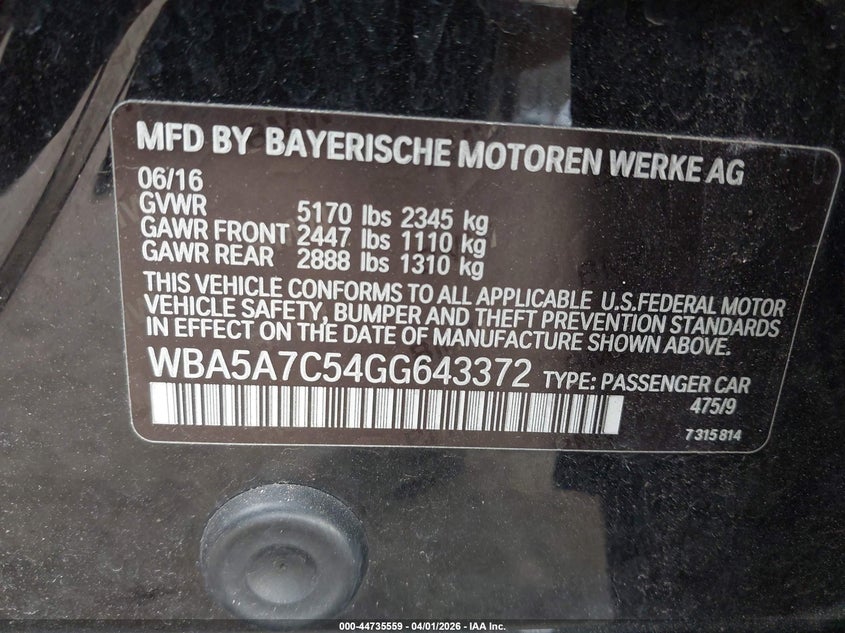 MFD BY BAYERISCHE MOTOREN WERKE AG
06/16
GVWR 5170 lbs 2345 kg
GAWR FRONT 2447 lbs 1110 kg
GAWR REAR 2888 lbs 1310 kg
THIS VEHICLE CONFORMS TO ALL APPLICABLE U.S.FEDERAL MOTOR
VEHICLE SAFETY, BUMPER AND THEFT PREVENTION STANDARDS
IN EFFECT ON THE DATE OF MANUFACTURE SHOWN ABOVE.
WBA5A7C54GG643372 TYPE: PASSENGER CAR
475/9
7315814
000-44735559 - 04/01/2026 - IAA Inc.